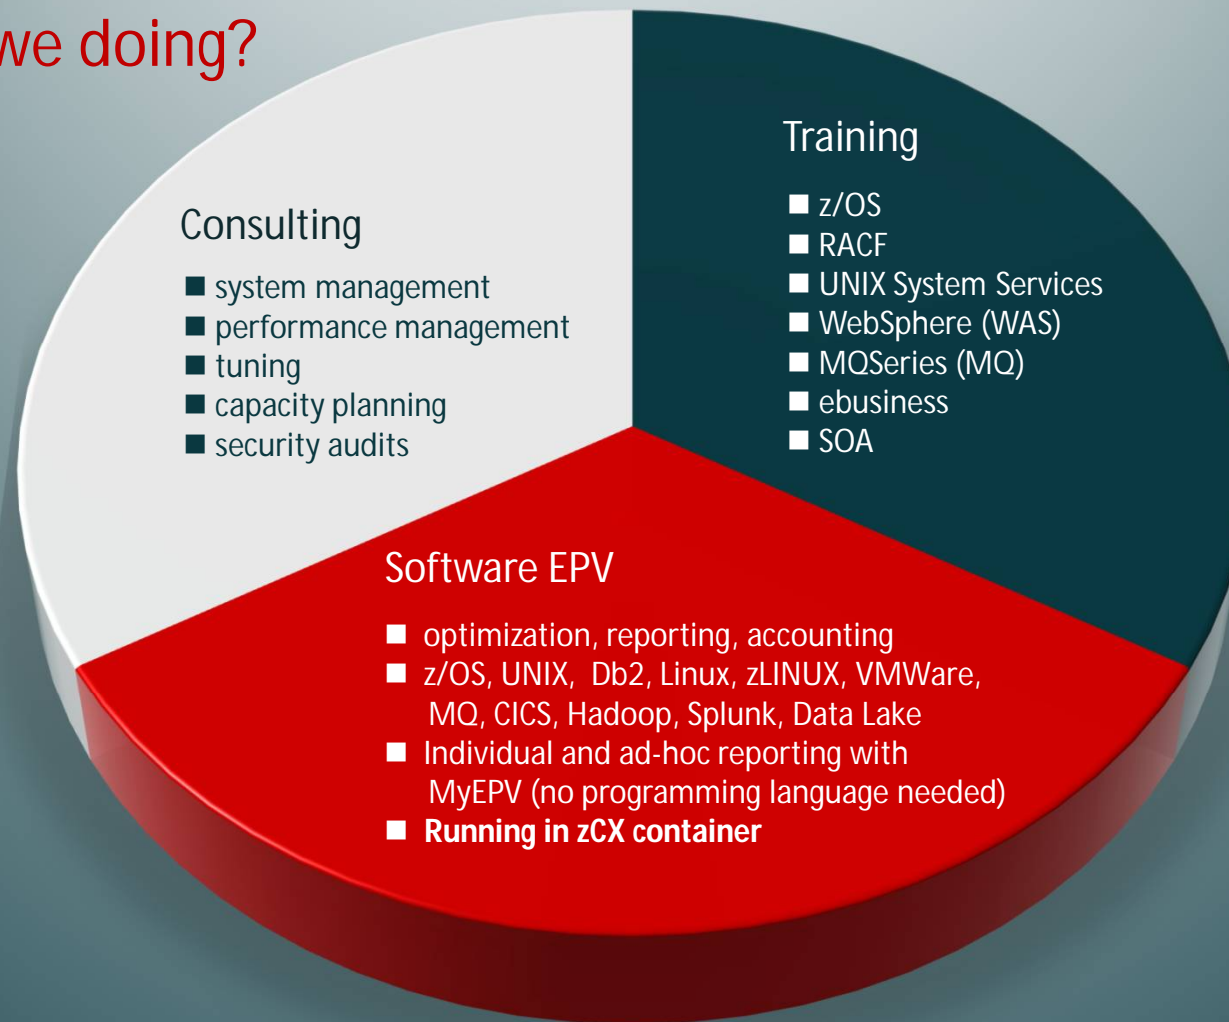 we doing?
Consulting
■ system management
■ performance management
■ tuning
■ capacity planning
■ security audits
Training
■ z/OS
■ RACF
■ UNIX System Services
■ WebSphere (WAS)
■ MQSeries (MQ)
■ ebusiness
■ SOA
Software EPV
■ optimization, reporting, accounting
■ z/OS, UNIX, Db2, Linux, zLINUX, VMWare,
MQ, CICS, Hadoop, Splunk, Data Lake
■ Individual and ad-hoc reporting with
MyEPV (no programming language needed)
■ Running in zCX container